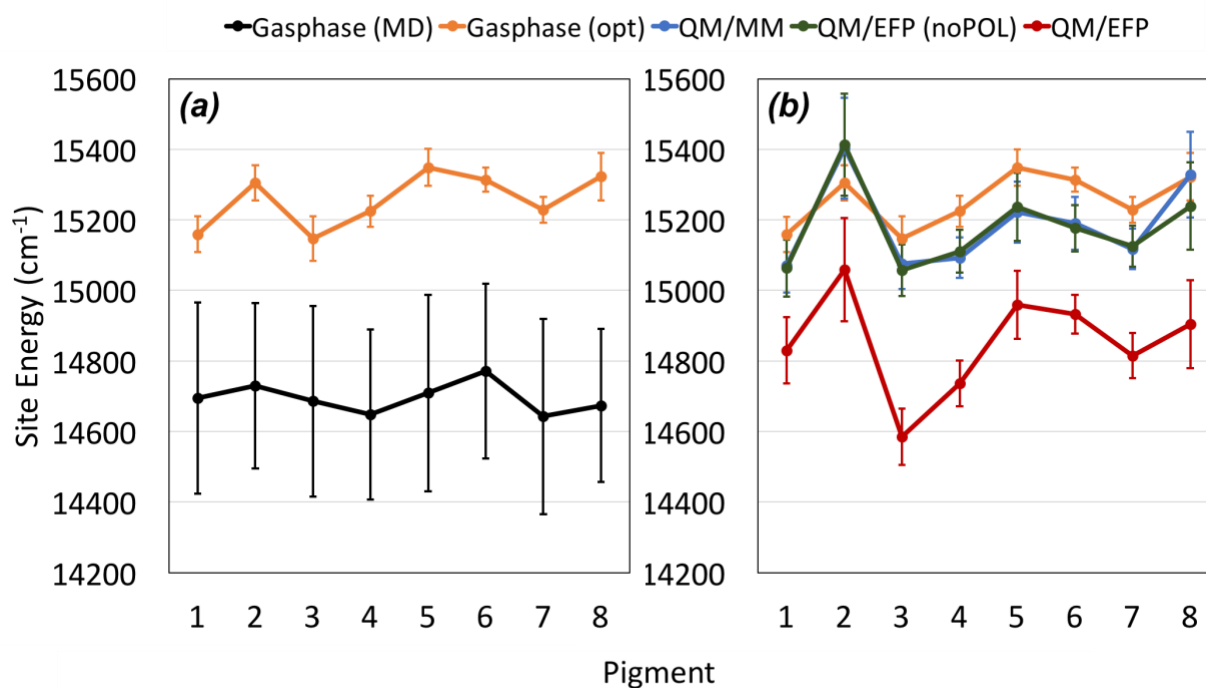 Gasphase (MD) Gasphase (opt) QM/MM QM/EFP (noPOL) QM/EFP
(a)
15600
15400
15200
15000
14800
14600
14400
14200
1 2 3 4 5 6 7 8
(b)
15600
15400
15200
15000
14800
14600
14400
14200
1 2 3 4 5 6 7 8
Site Energy (cm⁻¹)
Pigment